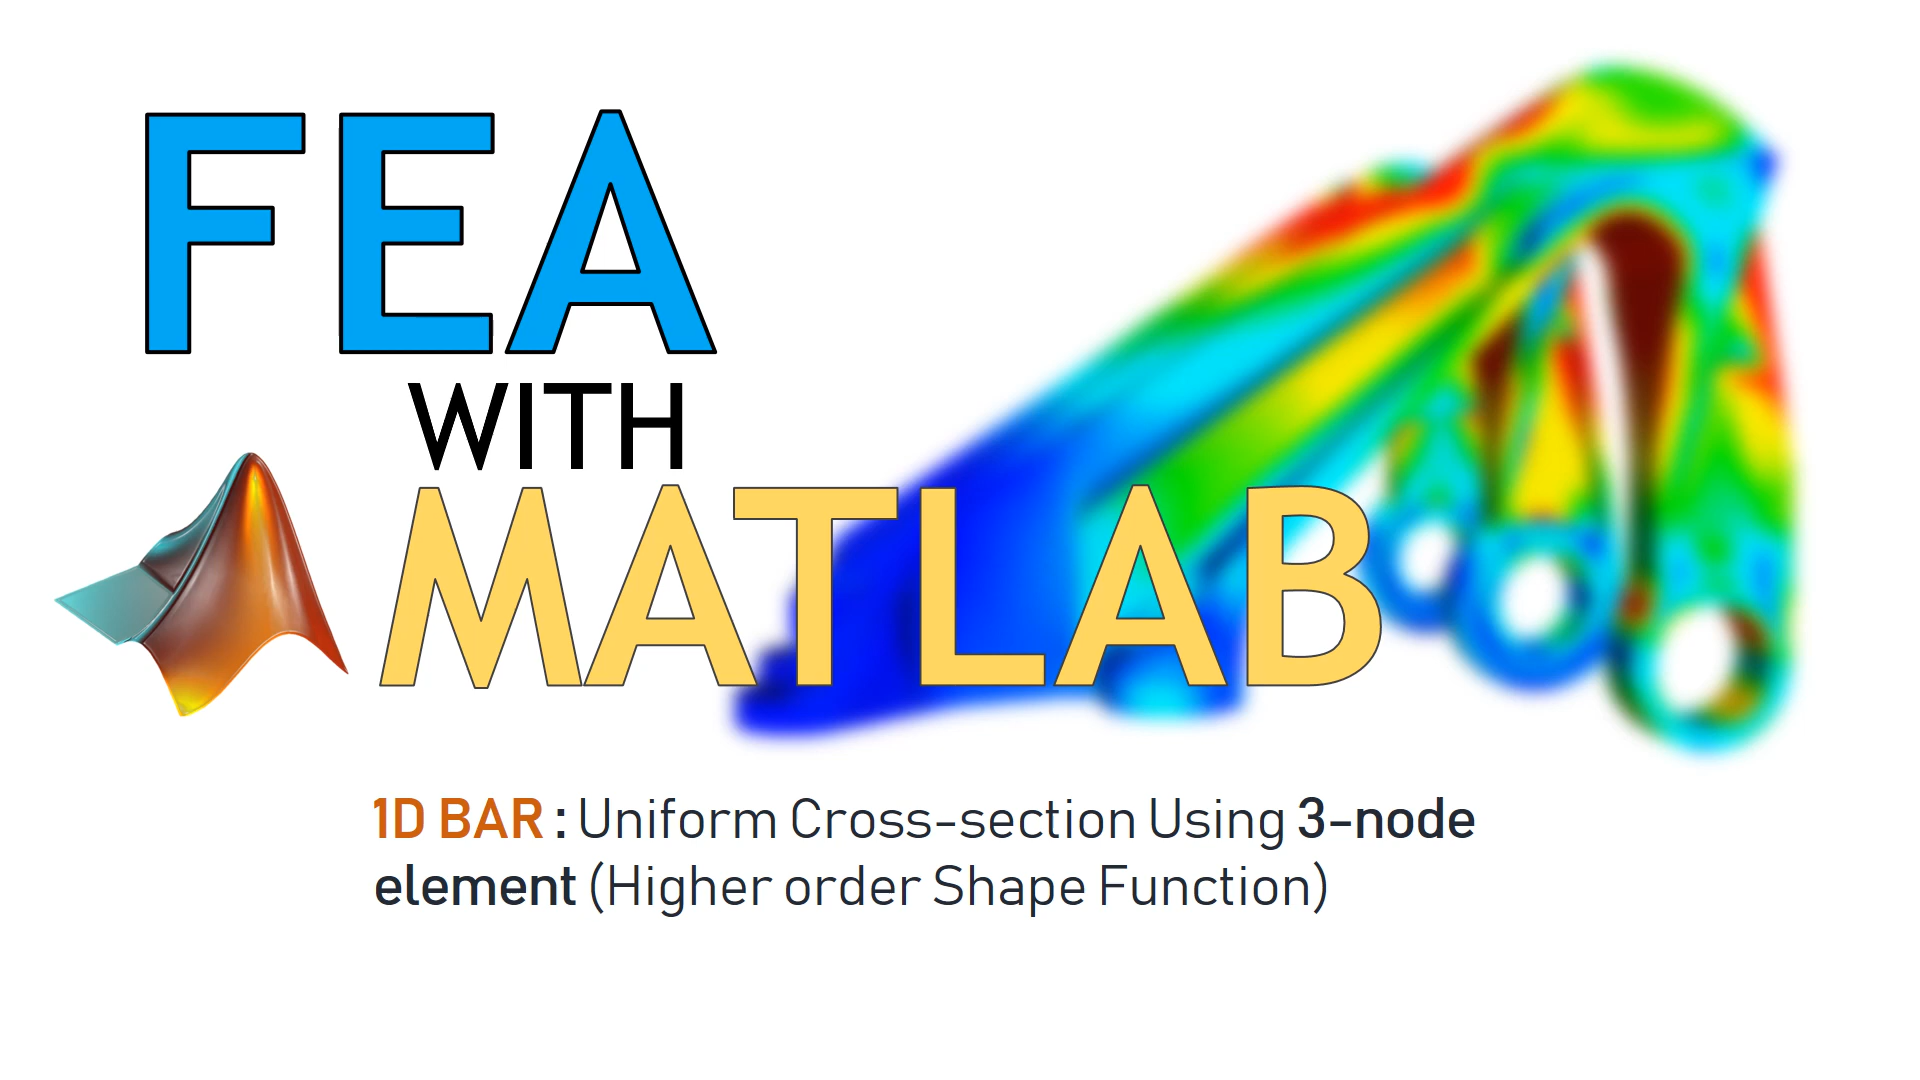 FEA
WITH
MATLAB
1D BAR : Uniform Cross-section Using 3-node
element (Higher order Shape Function)